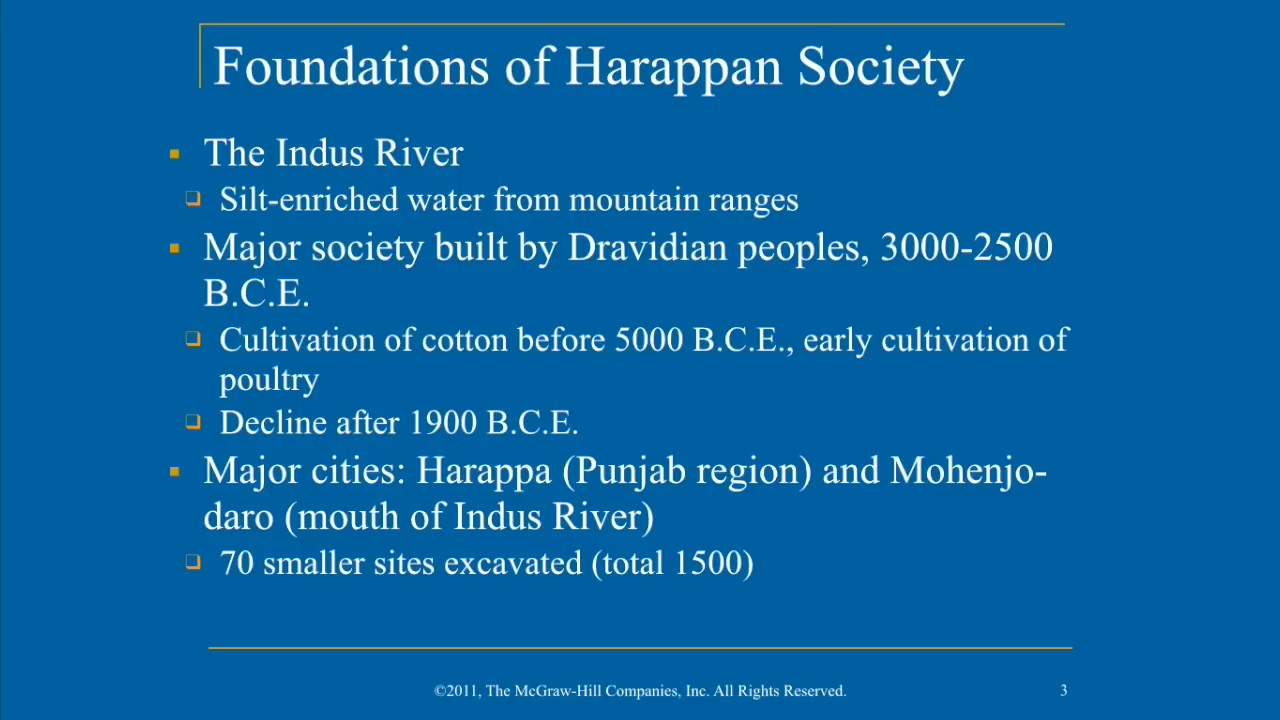 Foundations of Harappan Society
The Indus River
Silt-enriched water from mountain ranges
Major society built by Dravidian peoples, 3000-2500
B.C.E.
Cultivation of cotton before 5000 B.C.E., early cultivation of
poultry
Decline after 1900 B.C.E.
Major cities: Harappa (Punjab region) and Mohenjo-
daro (mouth of Indus River)
70 smaller sites excavated (total 1500)
©2011, The McGraw-Hill Companies, Inc. All Rights Reserved.
3